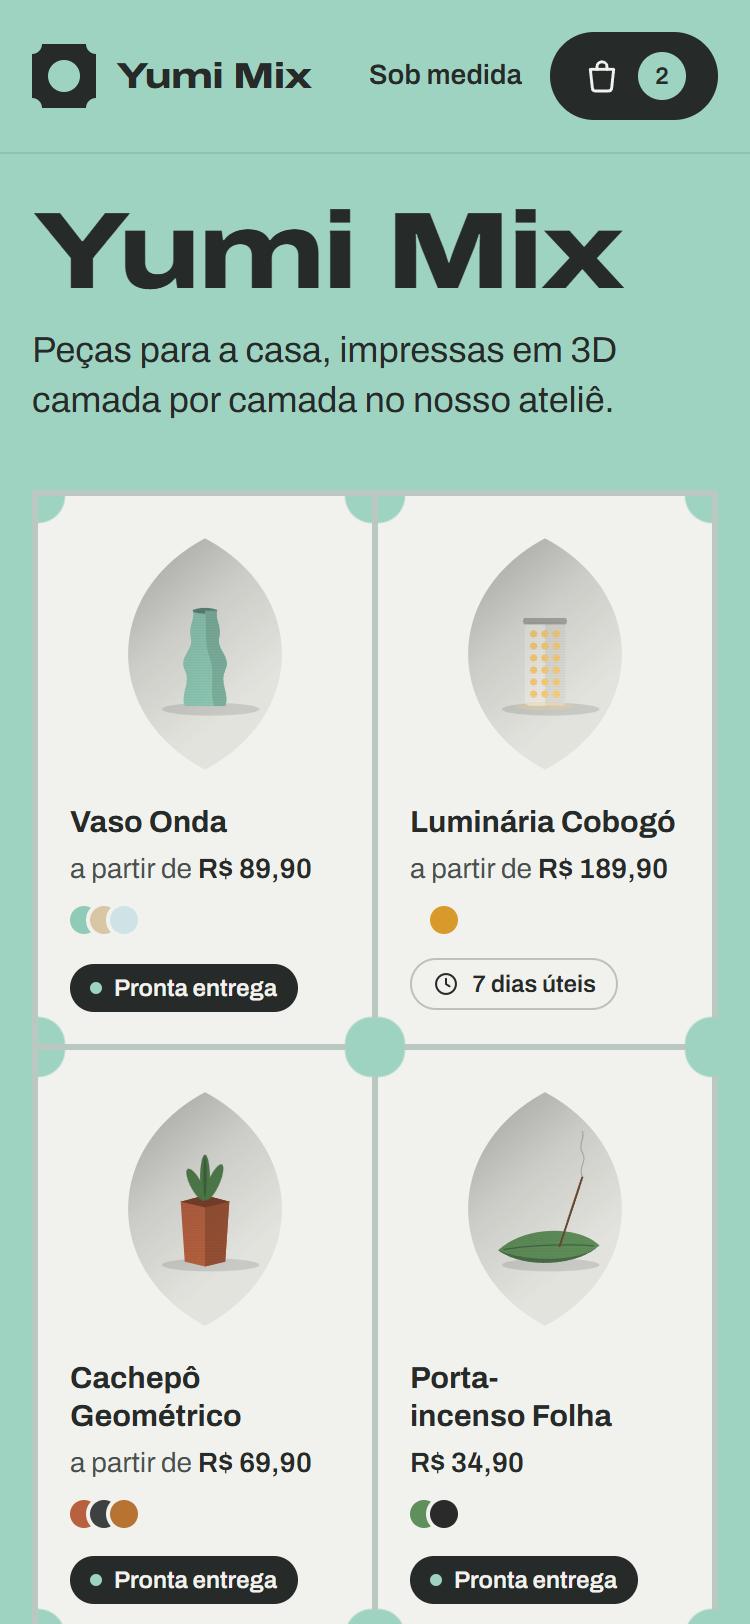 Yumi Mix
Sob medida
2
Yumi Mix
Peças para a casa, impressas em 3D
camada por camada no nosso ateliê.
Vaso Onda
a partir de R$ 89,90
Pronta entrega
Luminária Cobogó
a partir de R$ 189,90
7 dias úteis
Cachepô
Geométrico
a partir de R$ 69,90
Pronta entrega
Porta-
incenso Folha
R$ 34,90
Pronta entrega